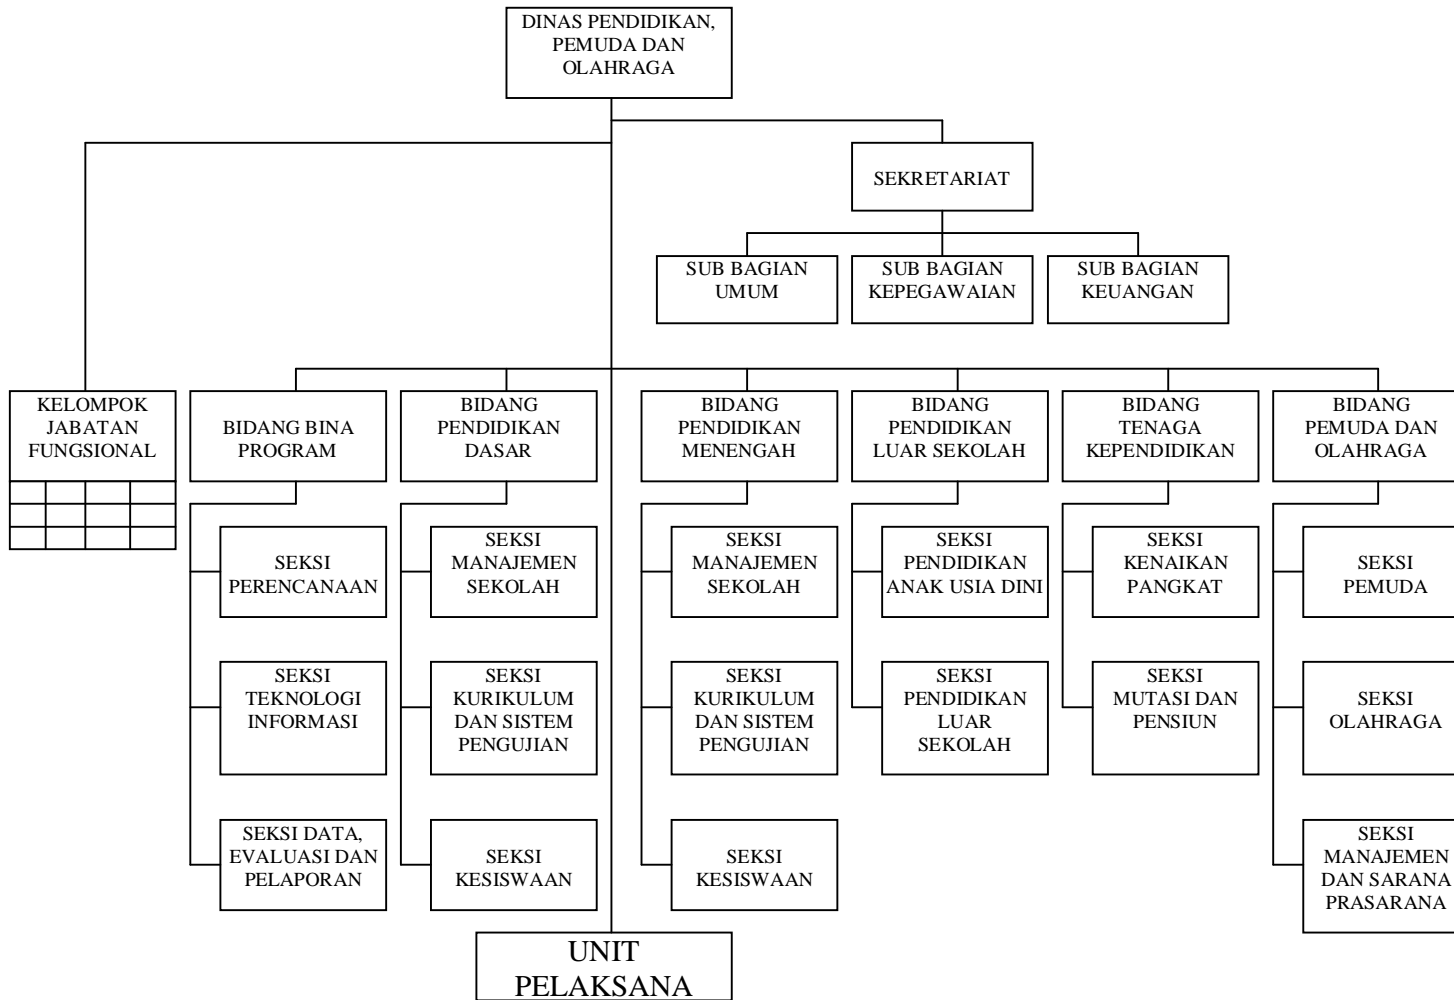 DINAS PENDIDIKAN,
PEMUDA DAN
OLAHRAGA
SEKRETARIAT
SUB BAGIAN
UMUM
SUB BAGIAN
KEPEGAWAIAN
SUB BAGIAN
KEUANGAN
KELOMPOK
JABATAN
FUNGSIONAL
BIDANG BINA
PROGRAM
BIDANG
PENDIDIKAN
DASAR
BIDANG
PENDIDIKAN
MENENGAH
BIDANG
PENDIDIKAN
LUAR SEKOLAH
BIDANG
TENAGA
KEPENDIDIKAN
BIDANG
PEMUDA DAN
OLAHRAGA
SEKSI
PERENCANAAN
SEKSI
MANAJEMEN
SEKOLAH
SEKSI
MANAJEMEN
SEKOLAH
SEKSI
PENDIDIKAN
ANAK USIA DINI
SEKSI
KENAIKAN
PANGKAT
SEKSI
PEMUDA
SEKSI
TEKNOLOGI
INFORMASI
SEKSI
KURIKULUM
DAN SISTEM
PENGUJIAN
SEKSI
KURIKULUM
DAN SISTEM
PENGUJIAN
SEKSI
PENDIDIKAN
LUAR
SEKOLAH
SEKSI
MUTASI DAN
PENSIUN
SEKSI
OLAHRAGA
SEKSI DATA,
EVALUASI DAN
PELAPORAN
SEKSI
KESISWAAN
SEKSI
KESISWAAN
SEKSI
MANAJEMEN
DAN SARANA
PRASARANA
UNIT
PELAKSANA